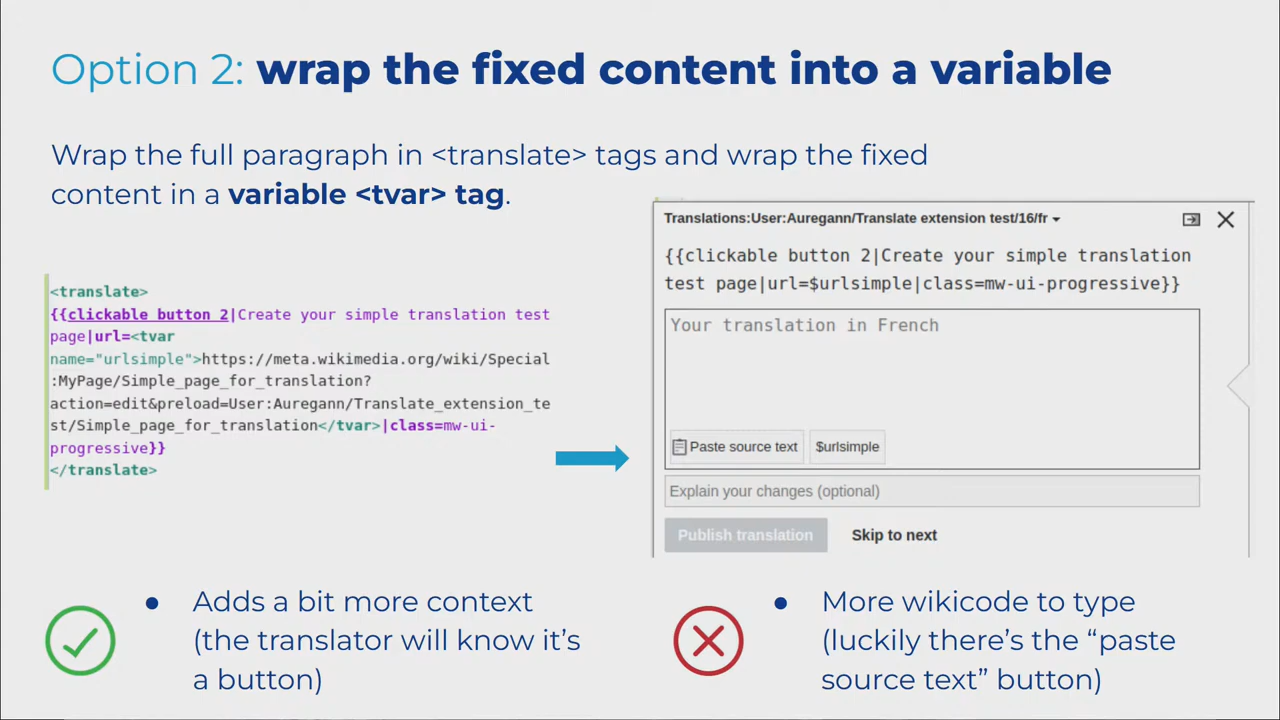 Option 2: wrap the fixed content into a variable
Wrap the full paragraph in <translate> tags and wrap the fixed
content in a variable <tvar> tag.
<translate>
{{clickable button 2|Create your simple translation test
page|url=<tvar
name="urlsimple">https://meta.wikimedia.org/wiki/Special
:MyPage/Simple_page_for_translation?
action=edit&preload=User:Auregann/Translate_extension_te
st/Simple_page_for_translation</tvar>|class=mw-ui-
progressive}}
</translate>
Translations:User:Auregann/Translate extension test/16/fr
{{clickable button 2|Create your simple translation
test page|url=$urlsimple|class=mw-ui-progressive}}
Your translation in French
Paste source text $urlsimple
Explain your changes (optional)
Publish translation Skip to next
• Adds a bit more context
(the translator will know it's
a button)
• More wikicode to type
(luckily there's the “paste
source text” button)